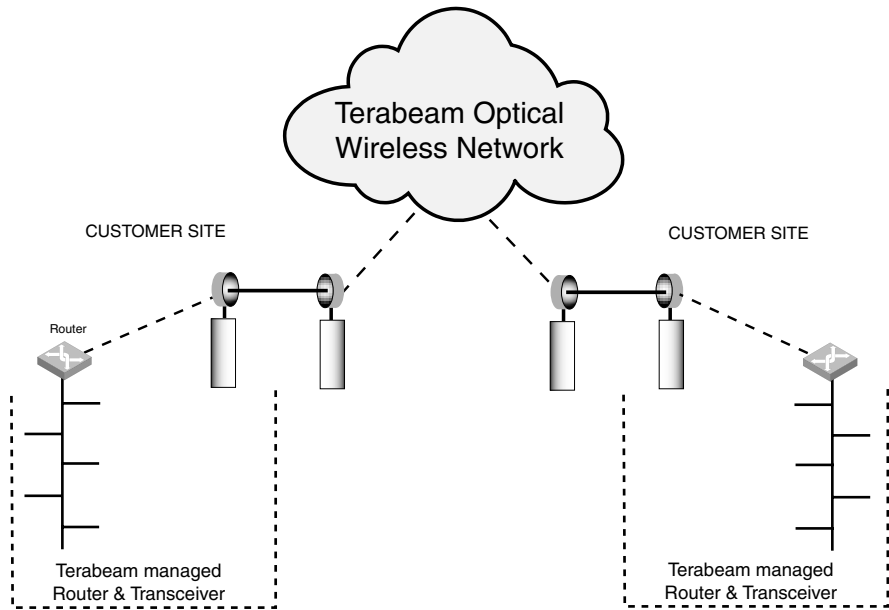 Terabeam Optical
Wireless Network
CUSTOMER SITE
CUSTOMER SITE
Router
Terabeam managed
Router & Transceiver
Terabeam managed
Router & Transceiver